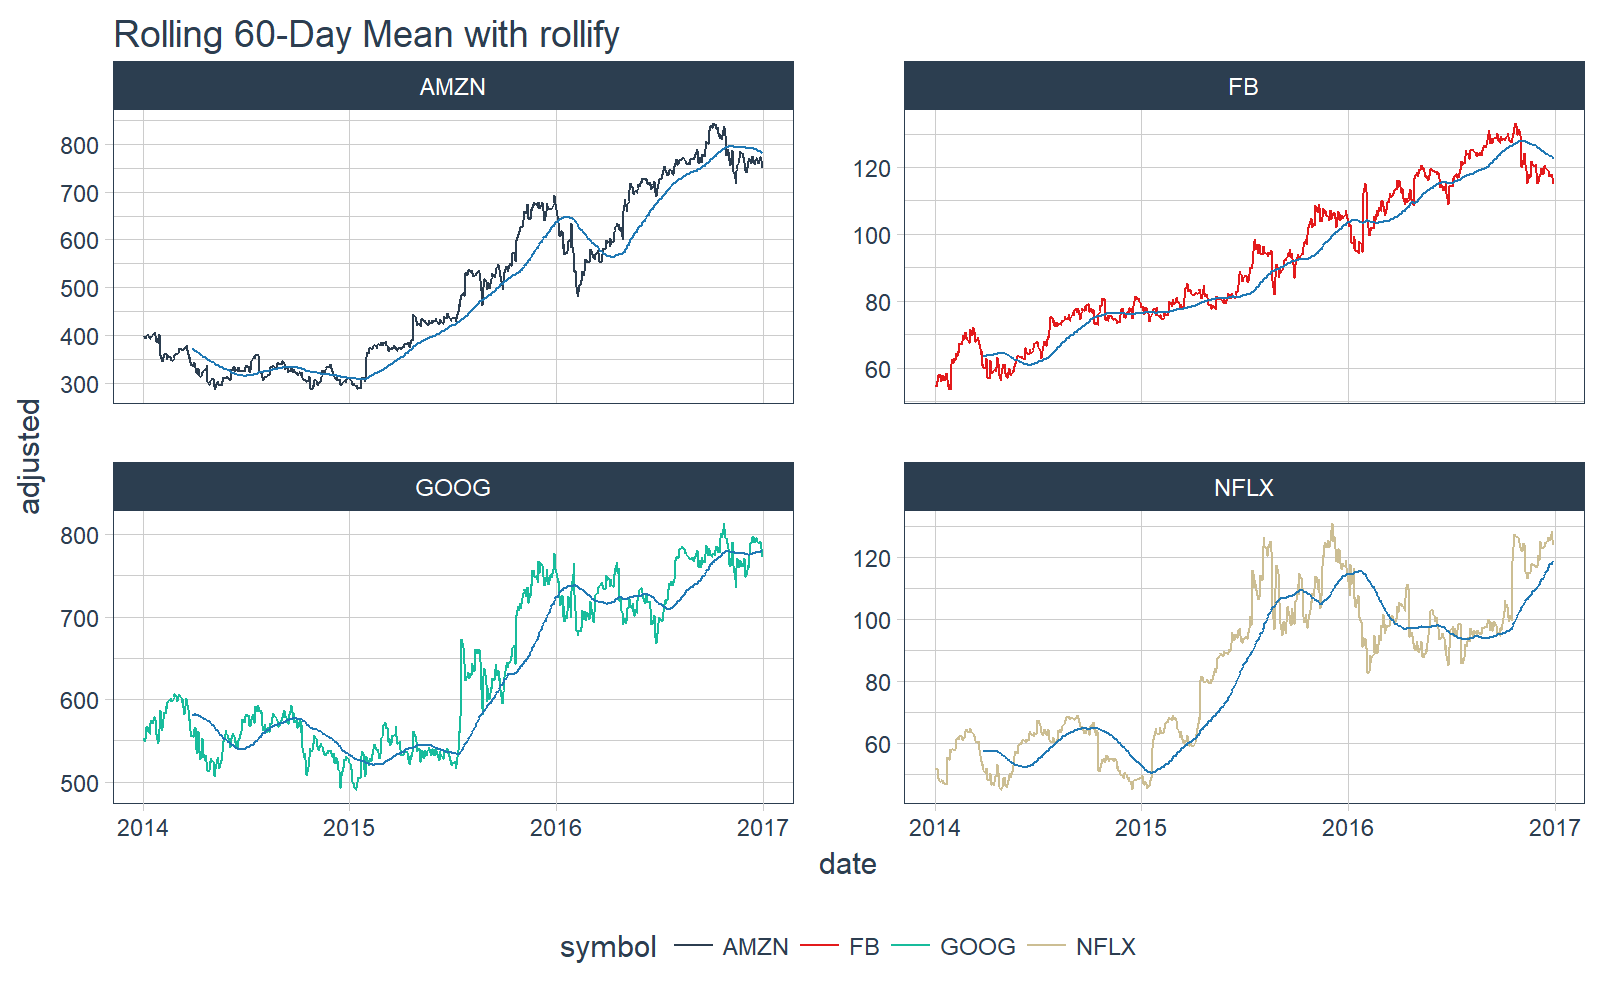 Rolling 60-Day Mean with rollify
AMZN
FB
800
700
600
500
400
300
120
100
80
60
adjusted
GOOG
NFLX
800
700
600
500
120
100
80
60
2014 2015 2016 2017
2014 2015 2016 2017
date
symbol AMZN FB GOOG NFLX